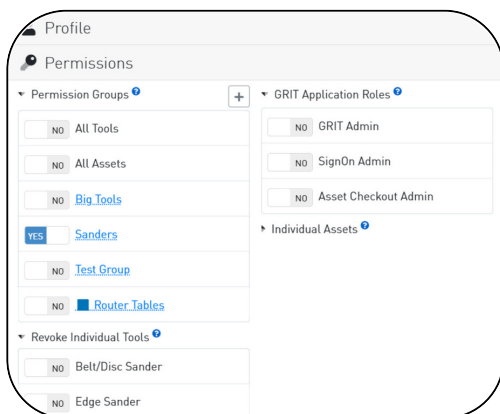 Profile
Permissions
Permission Groups ?
+
NO All Tools
NO All Assets
NO Big Tools
YES Sanders
NO Test Group
NO Router Tables
Revoke Individual Tools ?
NO Belt/Disc Sander
NO Edge Sander
GRIT Application Roles ?
NO GRIT Admin
NO SignOn Admin
NO Asset Checkout Admin
Individual Assets ?